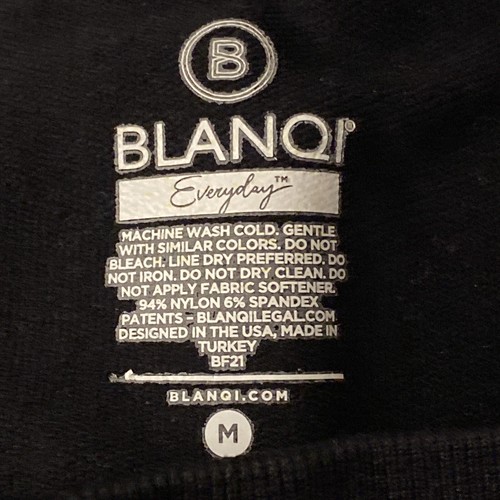 B
BLANQI®
Everyday™
MACHINE WASH COLD. GENTLE
WITH SIMILAR COLORS. DO NOT
BLEACH. LINE DRY PREFERRED. DO
NOT IRON. DO NOT DRY CLEAN. DO
NOT APPLY FABRIC SOFTENER.
94% NYLON 6% SPANDEX
PATENTS – BLANQILEGAL.COM
DESIGNED IN THE USA, MADE IN
TURKEY
BF21
BLANQI.COM
M